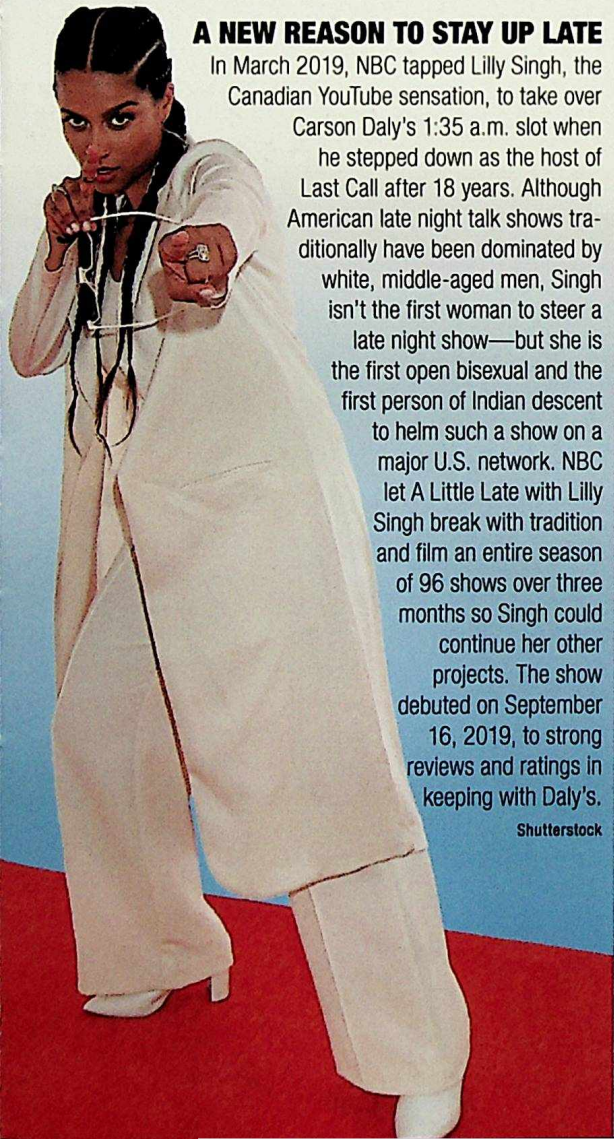 A NEW REASON TO STAY UP LATE
In March 2019, NBC tapped Lilly Singh, the
Canadian YouTube sensation, to take over
Carson Daly's 1:35 a.m. slot when
he stepped down as the host of
Last Call after 18 years. Although
American late night talk shows tra-
ditionally have been dominated by
white, middle-aged men, Singh
isn't the first woman to steer a
late night show—but she is
the first open bisexual and the
first person of Indian descent
to helm such a show on a
major U.S. network. NBC
let A Little Late with Lilly
Singh break with tradition
and film an entire season
of 96 shows over three
months so Singh could
continue her other
projects. The show
debuted on September
16, 2019, to strong
reviews and ratings in
keeping with Daly's.
Shutterstock